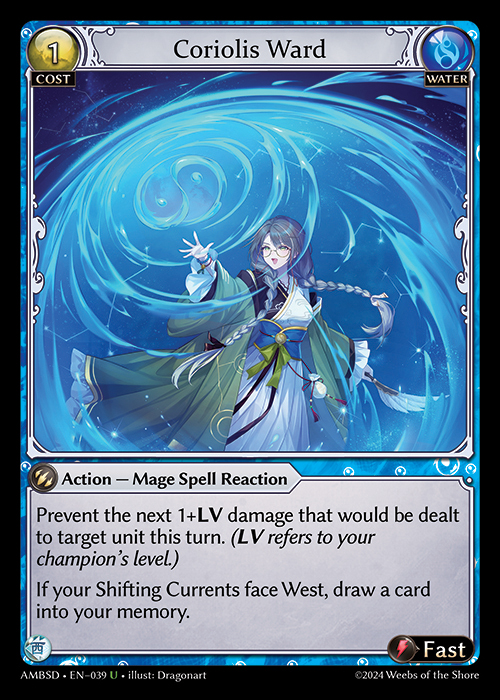 1
Coriolis Ward
COST
WATER
Action — Mage Spell Reaction
Prevent the next 1+LV damage that would be dealt
to target unit this turn. (LV refers to your
champion's level.)
If your Shifting Currents face West, draw a card
into your memory.
西
Fast
AMBSD • EN-039 U • illust: Dragonart
©2024 Weebs of the Shore